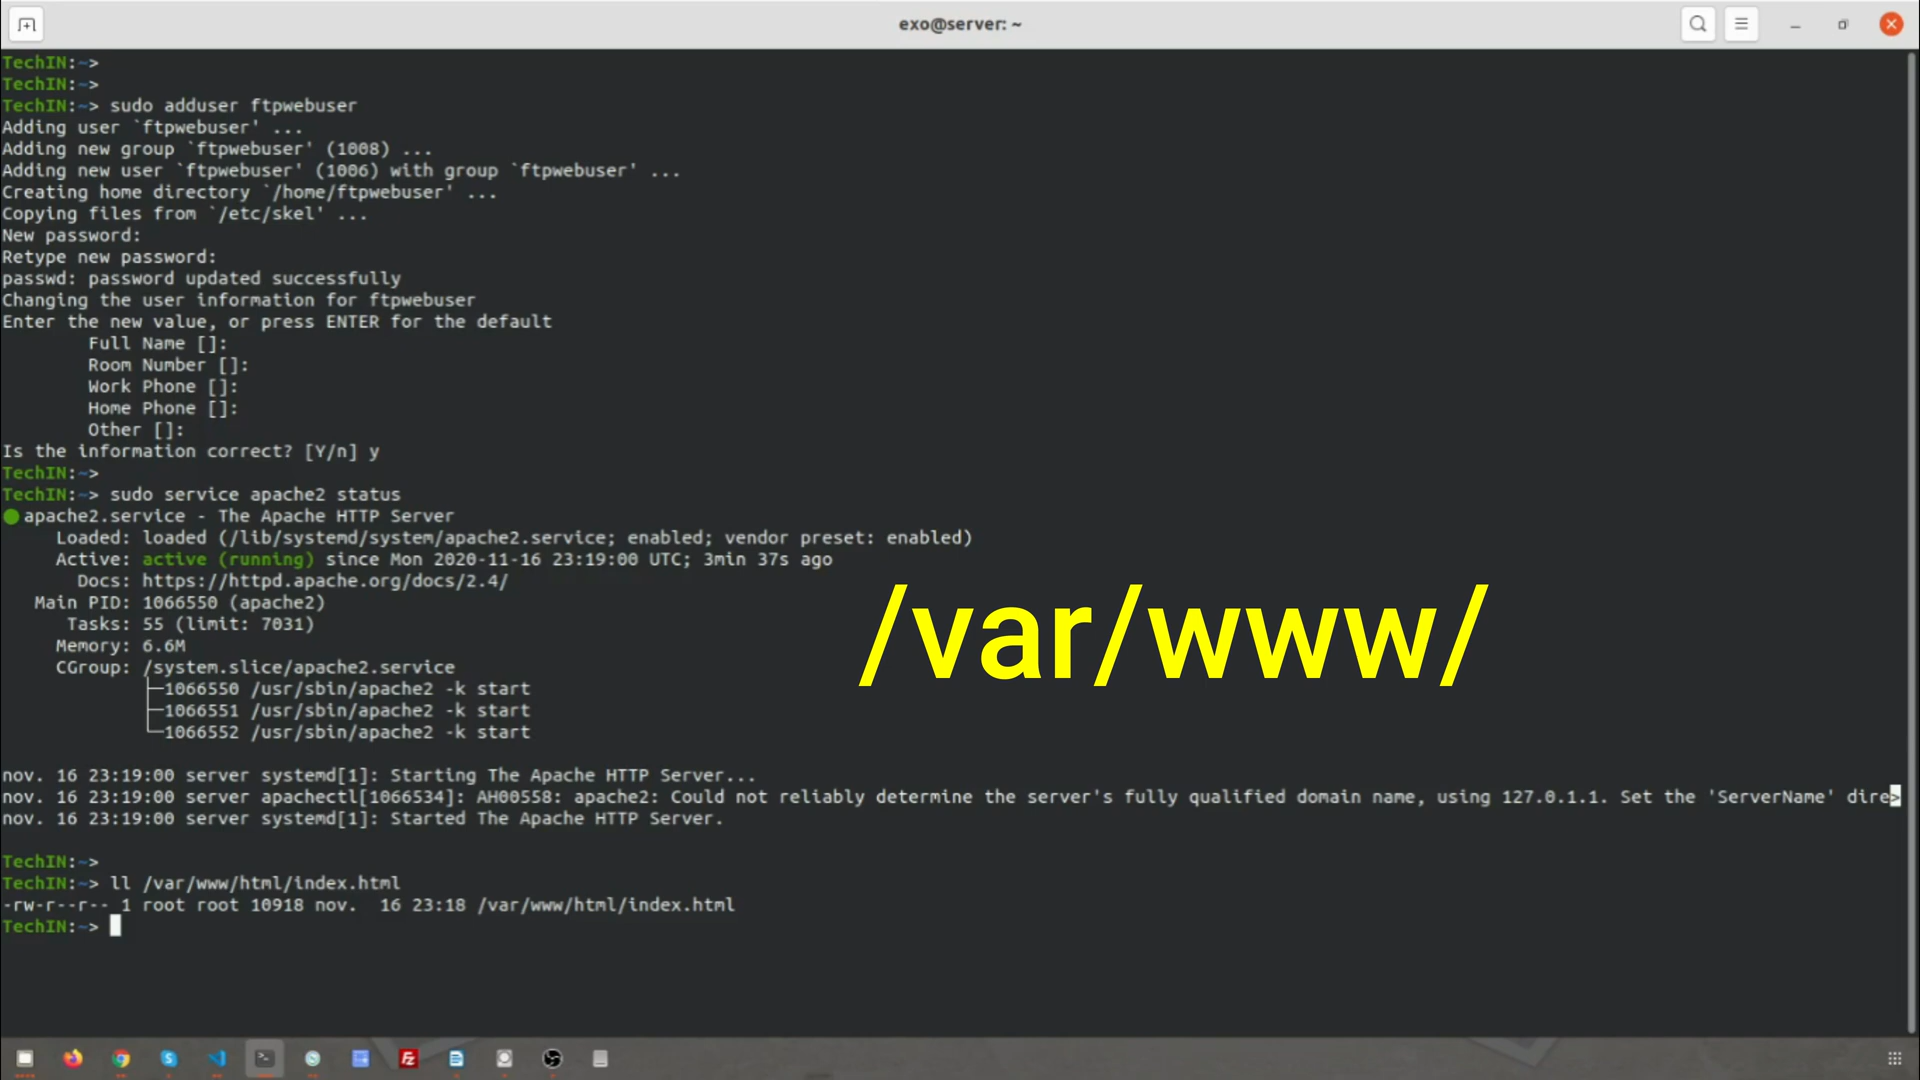 exo@server: ~
TechIN:~>
TechIN:~>
TechIN:~> sudo adduser ftpwebuser
Adding user `ftpwebuser' ...
Adding new group `ftpwebuser' (1008) ...
Adding new user `ftpwebuser' (1006) with group `ftpwebuser' ...
Creating home directory `/home/ftpwebuser' ...
Copying files from `/etc/skel' ...
New password:
Retype new password:
passwd: password updated successfully
Changing the user information for ftpwebuser
Enter the new value, or press ENTER for the default
Full Name []:
Room Number []:
Work Phone []:
Home Phone []:
Other []:
Is the information correct? [Y/n] y
TechIN:~>
TechIN:~> sudo service apache2 status
apache2.service - The Apache HTTP Server
Loaded: loaded (/lib/systemd/system/apache2.service; enabled; vendor preset: enabled)
Active: active (running) since Mon 2020-11-16 23:19:00 UTC; 3min 37s ago
Docs: https://httpd.apache.org/docs/2.4/
Main PID: 1066550 (apache2)
Tasks: 55 (limit: 7031)
Memory: 6.6M
CGroup: /system.slice/apache2.service
├─1066550 /usr/sbin/apache2 -k start
├─1066551 /usr/sbin/apache2 -k start
└─1066552 /usr/sbin/apache2 -k start
/var/www/
nov. 16 23:19:00 server systemd[1]: Starting The Apache HTTP Server...
nov. 16 23:19:00 server apachectl[1066534]: AH00558: apache2: Could not reliably determine the server's fully qualified domain name, using 127.0.1.1. Set the 'ServerName' dire>
nov. 16 23:19:00 server systemd[1]: Started The Apache HTTP Server.
TechIN:~>
TechIN:~> ll /var/www/html/index.html
-rw-r--r-- 1 root root 10918 nov.  16 23:18 /var/www/html/index.html
TechIN:~>